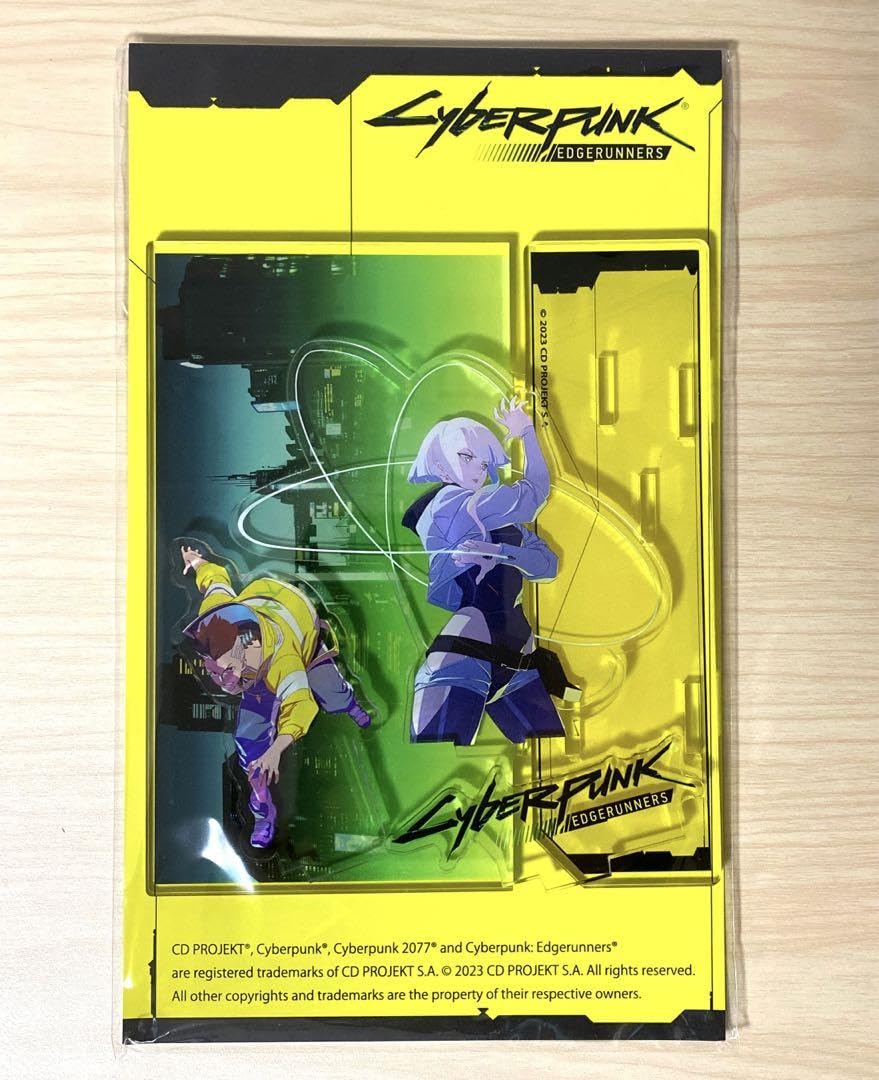 CYBERPUNK®
EDGERUNNERS
© 2023 CD PROJEKT S.A.
CYBERPUNK
EDGERUNNERS
CD PROJEKT®, Cyberpunk®, Cyberpunk 2077® and Cyberpunk: Edgerunners®
are registered trademarks of CD PROJEKT S.A. © 2023 CD PROJEKT S.A. All rights reserved.
All other copyrights and trademarks are the property of their respective owners.